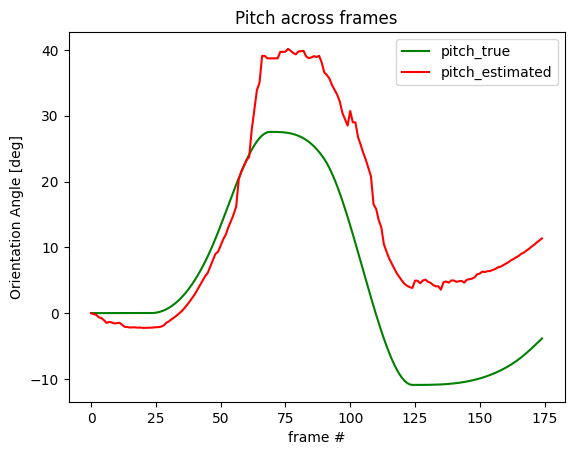 Pitch across frames
pitch_true
pitch_estimated
Orientation Angle [deg]
40
30
20
10
0
−10
0
25
50
75
100
125
150
175
frame #